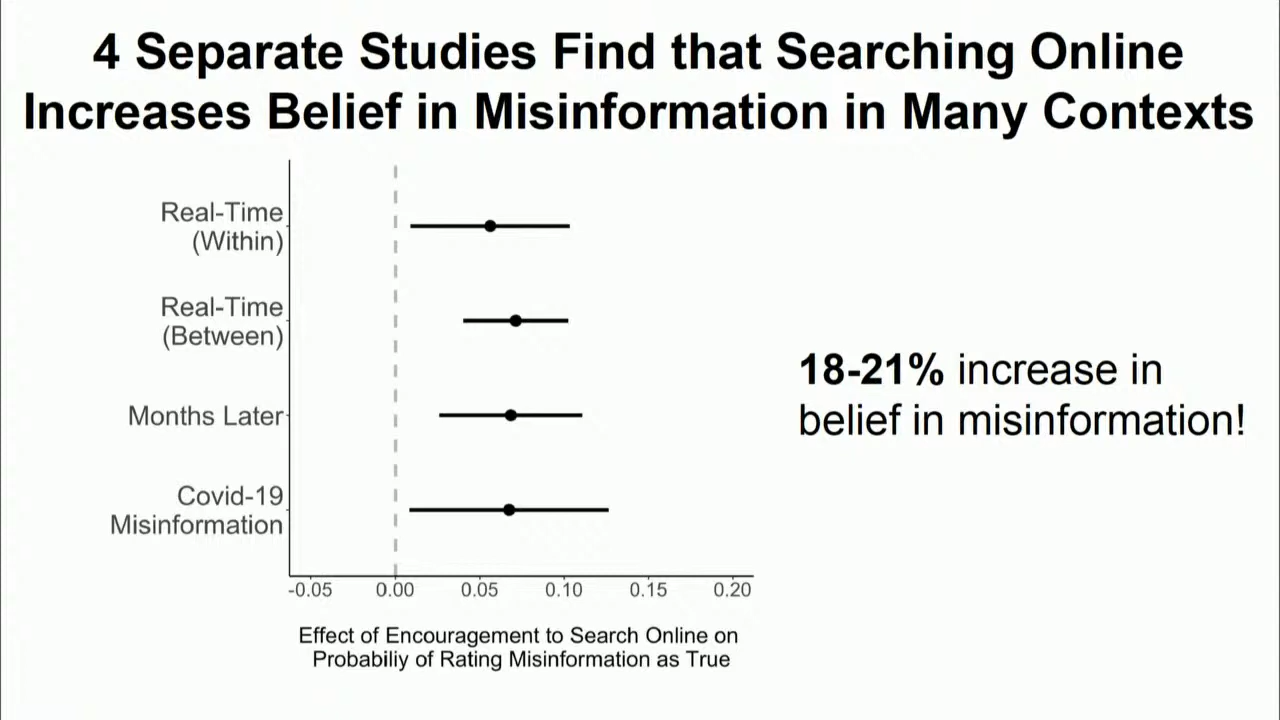 4 Separate Studies Find that Searching Online
Increases Belief in Misinformation in Many Contexts
Real-Time
(Within)
Real-Time
(Between)
Months Later
Covid-19
Misinformation
-0.05 0.00 0.05 0.10 0.15 0.20
Effect of Encouragement to Search Online on
Probabiliy of Rating Misinformation as True
18-21% increase in
belief in misinformation!